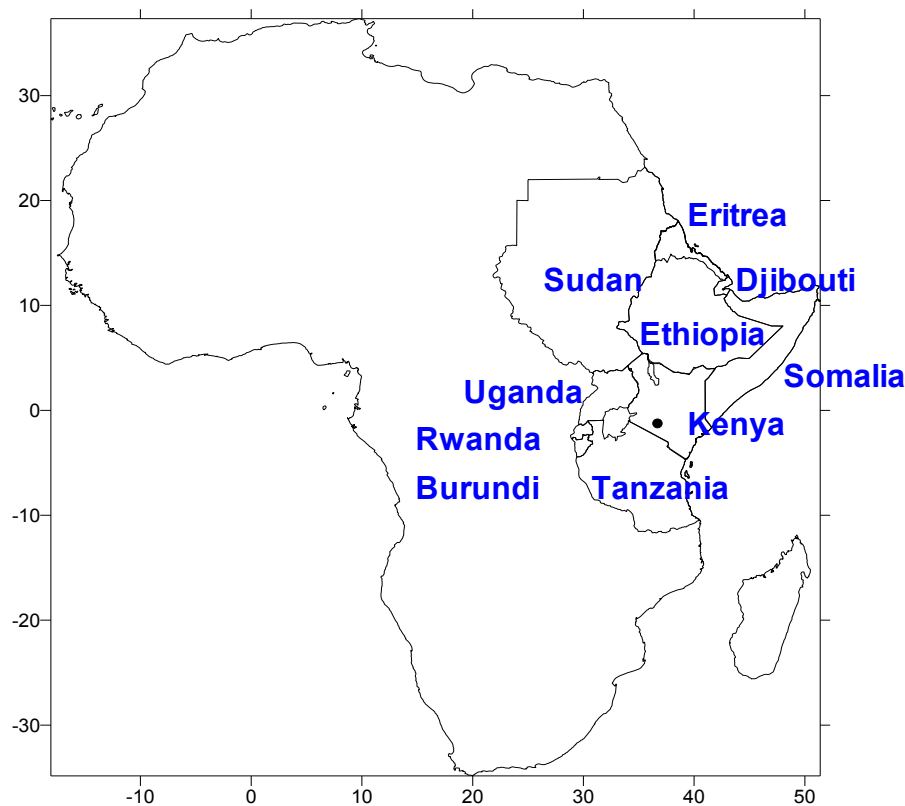 30
20
Eritrea
Sudan
Djibouti
10
Ethiopia
Somalia
Uganda
0
Kenya
Rwanda
Burundi
Tanzania
-10
-20
-30
-10 0 10 20 30 40 50